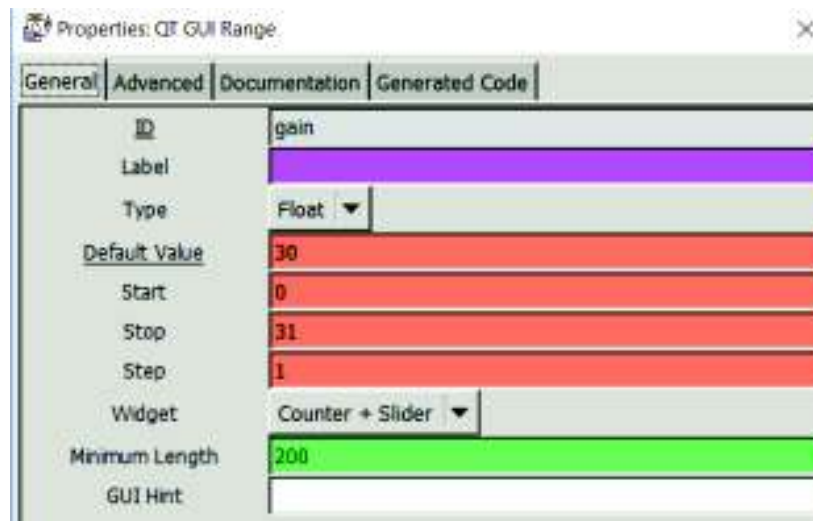 Properties: QT GUI Range
General Advanced Documentation Generated Code
ID gain
Label
Type Float
Default Value 30
Start 0
Stop 31
Step 1
Widget Counter + Slider
Minimum Length 200
GUI Hint